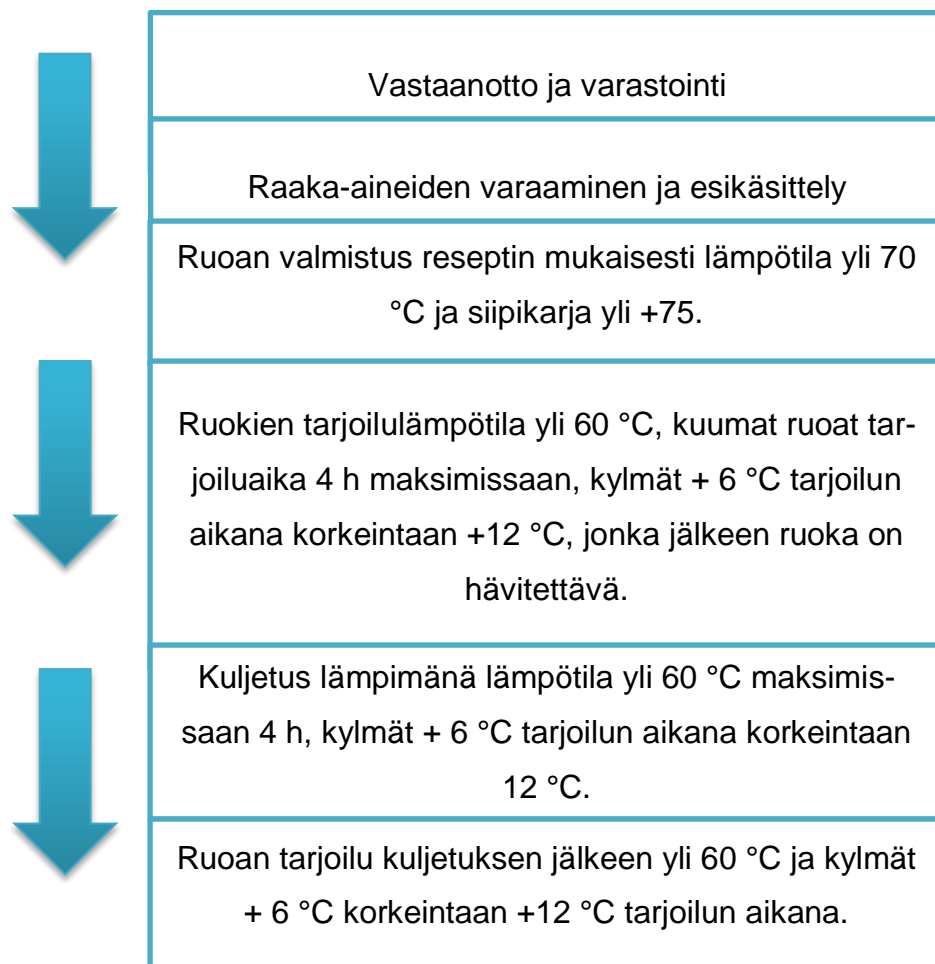 Vastaanotto ja varastointi
Raaka-aineiden varaaminen ja esikäsittely
Ruoan valmistus reseptin mukaisesti lämpötila yli 70
°C ja siipikarja yli +75.
Ruokien tarjoilulämpötila yli 60 °C, kuumat ruoat tar-
joiluaika 4 h maksimissaan, kylmät + 6 °C tarjoilun
aikana korkeintaan +12 °C, jonka jälkeen ruoka on
hävitettävä.
Kuljetus lämpimänä lämpötila yli 60 °C maksimis-
saan 4 h, kylmät + 6 °C tarjoilun aikana korkeintaan
12 °C.
Ruoan tarjoilu kuljetuksen jälkeen yli 60 °C ja kylmät
+ 6 °C korkeintaan +12 °C tarjoilun aikana.